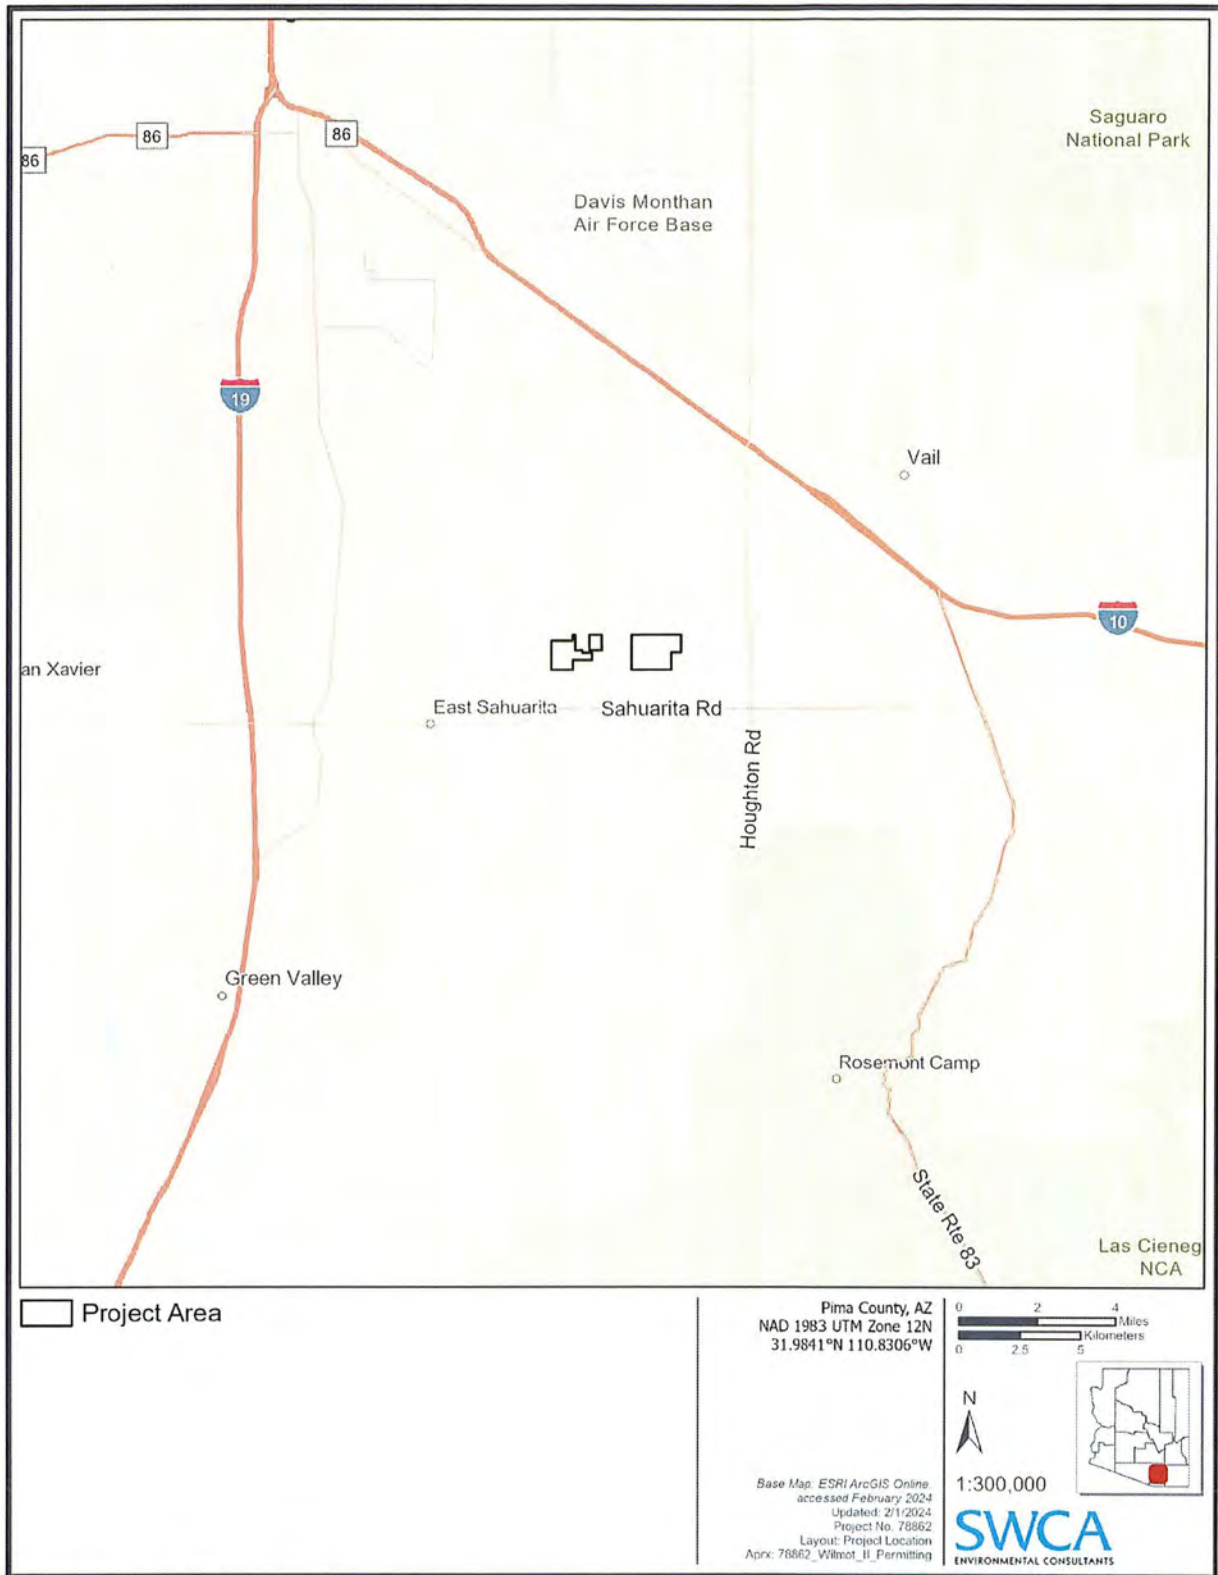 86
86
86
Saguaro
National Park
Davis Monthan
Air Force Base
19
Vail
10
an Xavier
East Sahuarita
Sahuarita Rd
Houghton Rd
Green Valley
Rosemont Camp
State Rte 83
Las Cieneg
NCA
Project Area
Pima County, AZ
NAD 1983 UTM Zone 12N
31.9841°N 110.8306°W
0 2 4
Miles
Kilometers
0 2.5 5
N
1:300,000
Base Map: ESRI ArcGIS Online,
accessed February 2024
Updated: 2/1/2024
Project No. 78862
Layout: Project Location
Aprx: 78862_Wilmot_II_Permitting
SWCA
ENVIRONMENTAL CONSULTANTS